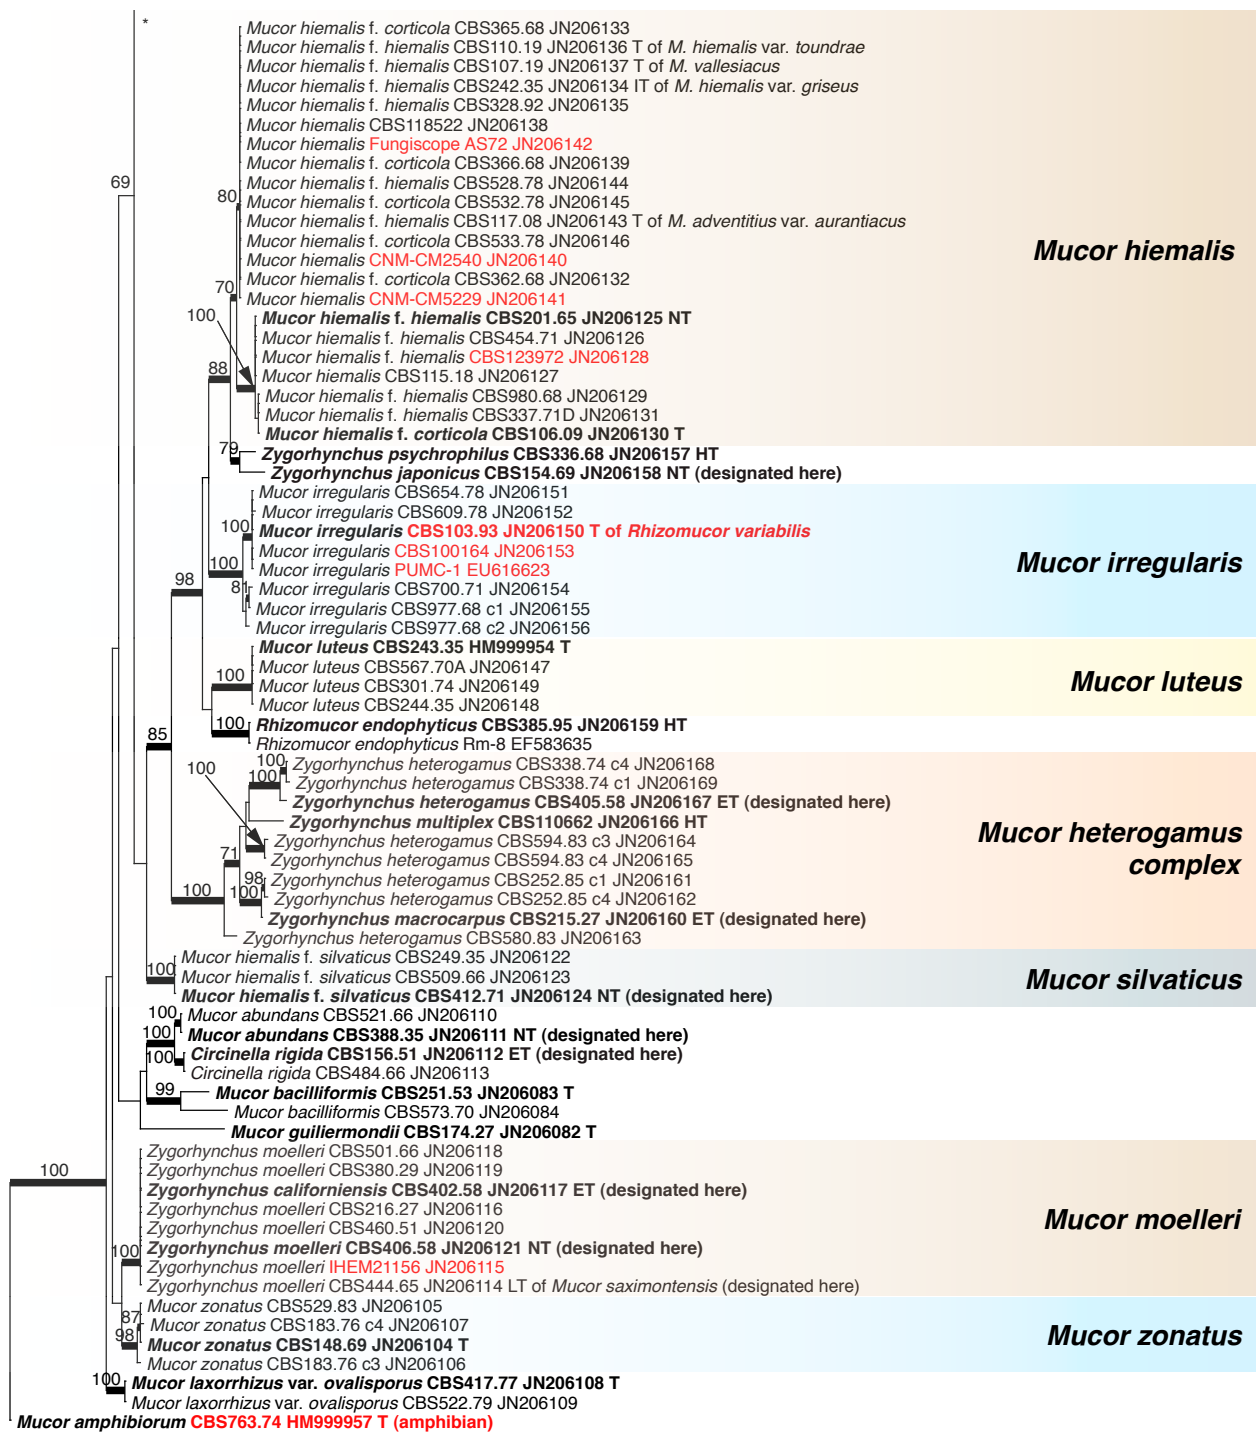 *
Mucor hiemalis f. corticola CBS365.68 JN206133
Mucor hiemalis f. hiemalis CBS110.19 JN206136 T of M. hiemalis var. toundrae
Mucor hiemalis f. hiemalis CBS107.19 JN206137 T of M. vallesiacus
Mucor hiemalis f. hiemalis CBS242.35 JN206134 IT of M. hiemalis var. griseus
Mucor hiemalis f. hiemalis CBS328.92 JN206135
Mucor hiemalis CBS118522 JN206138
Mucor hiemalis Fungiscope AS72 JN206142
Mucor hiemalis f. corticola CBS366.68 JN206139
69
Mucor hiemalis f. hiemalis CBS528.78 JN206144
80
Mucor hiemalis f. corticola CBS532.78 JN206145
Mucor hiemalis f. hiemalis CBS117.08 JN206143 T of M. adventitius var. aurantiacus
Mucor hiemalis f. corticola CBS533.78 JN206146
Mucor hiemalis
Mucor hiemalis CNM-CM2540 JN206140
Mucor hiemalis f. corticola CBS362.68 JN206132
70
Mucor hiemalis CNM-CM5229 JN206141
100
Mucor hiemalis f. hiemalis CBS201.65 JN206125 NT
Mucor hiemalis f. hiemalis CBS454.71 JN206126
Mucor hiemalis f. hiemalis CBS123972 JN206128
88
Mucor hiemalis CBS115.18 JN206127
Mucor hiemalis f. hiemalis CBS980.68 JN206129
Mucor hiemalis f. hiemalis CBS337.71D JN206131
Mucor hiemalis f. corticola CBS106.09 JN206130 T
79
Zygorhynchus psychrophilus CBS336.68 JN206157 HT
Zygorhynchus japonicus CBS154.69 JN206158 NT (designated here)
Mucor irregularis CBS654.78 JN206151
Mucor irregularis CBS609.78 JN206152
100
Mucor irregularis CBS103.93 JN206150 T of Rhizomucor variabilis
Mucor irregularis CBS100164 JN206153
Mucor irregularis
100
Mucor irregularis PUMC-1 EU616623
98
81
Mucor irregularis CBS700.71 JN206154
Mucor irregularis CBS977.68 c1 JN206155
Mucor irregularis CBS977.68 c2 JN206156
Mucor luteus CBS243.35 HM999954 T
Mucor luteus CBS567.70A JN206147
100
Mucor luteus CBS301.74 JN206149
Mucor luteus
Mucor luteus CBS244.35 JN206148
100
Rhizomucor endophyticus CBS385.95 JN206159 HT
85
Rhizomucor endophyticus Rm-8 EF583635
100
Zygorhynchus heterogamus CBS338.74 c4 JN206168
100
100
Zygorhynchus heterogamus CBS338.74 c1 JN206169
Zygorhynchus heterogamus CBS405.58 JN206167 ET (designated here)
Zygorhynchus multiplex CBS110662 JN206166 HT
Mucor heterogamus
complex
Zygorhynchus heterogamus CBS594.83 c3 JN206164
71
Zygorhynchus heterogamus CBS594.83 c4 JN206165
98
Zygorhynchus heterogamus CBS252.85 c1 JN206161
100
100
Zygorhynchus heterogamus CBS252.85 c4 JN206162
Zygorhynchus macrocarpus CBS215.27 JN206160 ET (designated here)
Zygorhynchus heterogamus CBS580.83 JN206163
Mucor hiemalis f. silvaticus CBS249.35 JN206122
100
Mucor hiemalis f. silvaticus CBS509.66 JN206123
Mucor silvaticus
Mucor hiemalis f. silvaticus CBS412.71 JN206124 NT (designated here)
100
Mucor abundans CBS521.66 JN206110
100
Mucor abundans CBS388.35 JN206111 NT (designated here)
100
Circinella rigida CBS156.51 JN206112 ET (designated here)
Circinella rigida CBS484.66 JN206113
99
Mucor bacilliformis CBS251.53 JN206083 T
Mucor bacilliformis CBS573.70 JN206084
Mucor guiliermondii CBS174.27 JN206082 T
Zygorhynchus moelleri CBS501.66 JN206118
100
Zygorhynchus moelleri CBS380.29 JN206119
Zygorhynchus californiensis CBS402.58 JN206117 ET (designated here)
Zygorhynchus moelleri CBS216.27 JN206116
Mucor moelleri
Zygorhynchus moelleri CBS460.51 JN206120
100
Zygorhynchus moelleri CBS406.58 JN206121 NT (designated here)
Zygorhynchus moelleri IHEM21156 JN206115
Zygorhynchus moelleri CBS444.65 JN206114 LT of Mucor saximontensis (designated here)
Mucor zonatus CBS529.83 JN206105
87
Mucor zonatus CBS183.76 c4 JN206107
98
Mucor zonatus CBS148.69 JN206104 T
Mucor zonatus
Mucor zonatus CBS183.76 c3 JN206106
100
Mucor laxorrhizus var. ovalisporus CBS417.77 JN206108 T
Mucor laxorrhizus var. ovalisporus CBS522.79 JN206109
Mucor amphibiorum CBS763.74 HM999957 T (amphibian)